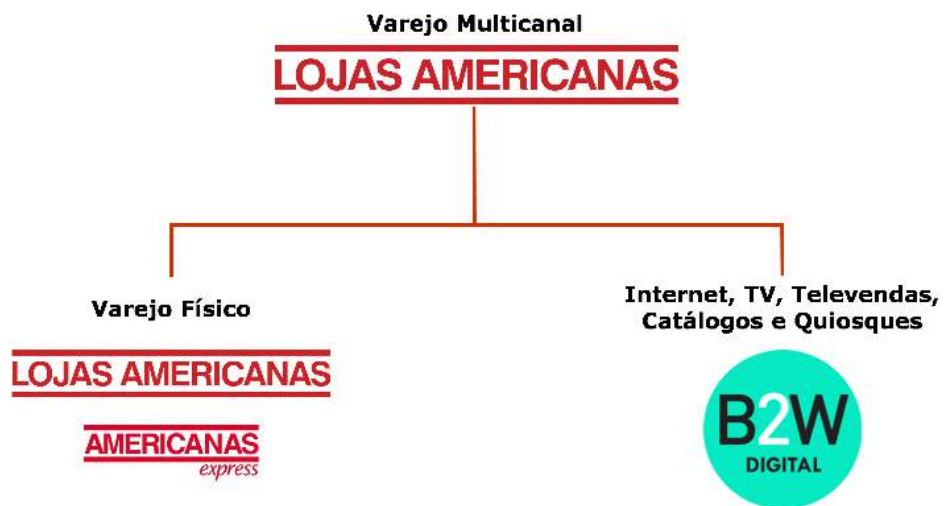 Varejo Multicanal
LOJAS AMERICANAS
Varejo Físico
LOJAS AMERICANAS
AMERICANAS
express
Internet, TV, Televendas,
Catálogos e Quiosques
B2W
DIGITAL